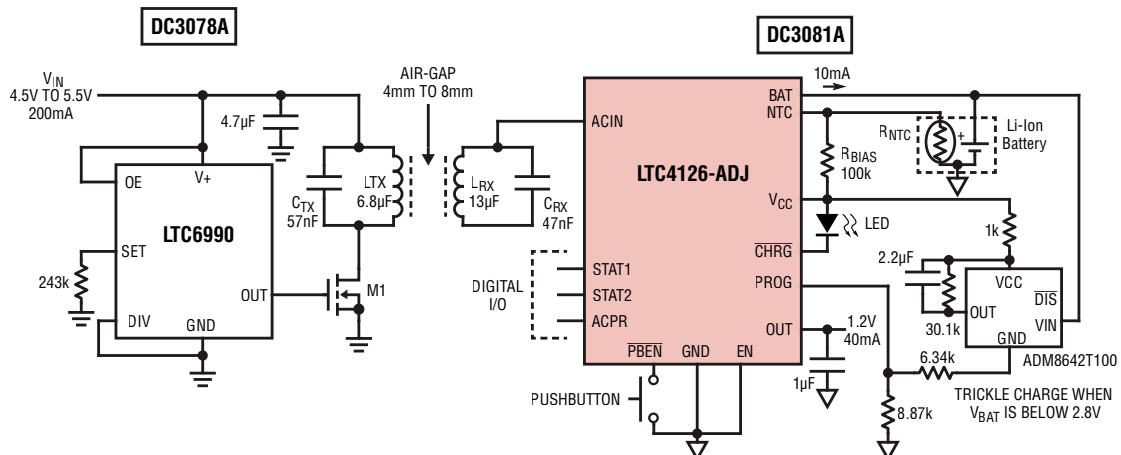 DC3078A
DC3081A
VIN
4.5V TO 5.5V
200mA
4.7µF
AIR-GAP
4mm TO 8mm
10mA
OE
V+
LTC6990
SET
243k
DIV
GND
OUT
CTX
57nF
LTX
6.8µF
LRX
13µF
CRX
47nF
M1
DIGITAL
I/O
ACIN
LTC4126-ADJ
STAT1
STAT2
ACPR
PBEN
GND
EN
BAT
NTC
VCC
CHRG
PROG
OUT
PUSHBUTTON
RBIAS
100k
RNTC
+
Li-Ion
Battery
LED
1k
2.2µF
30.1k
VCC
DIS
OUT
VIN
GND
ADM8642T100
1.2V
40mA
1µF
6.34k
8.87k
TRICKLE CHARGE WHEN
VBAT IS BELOW 2.8V